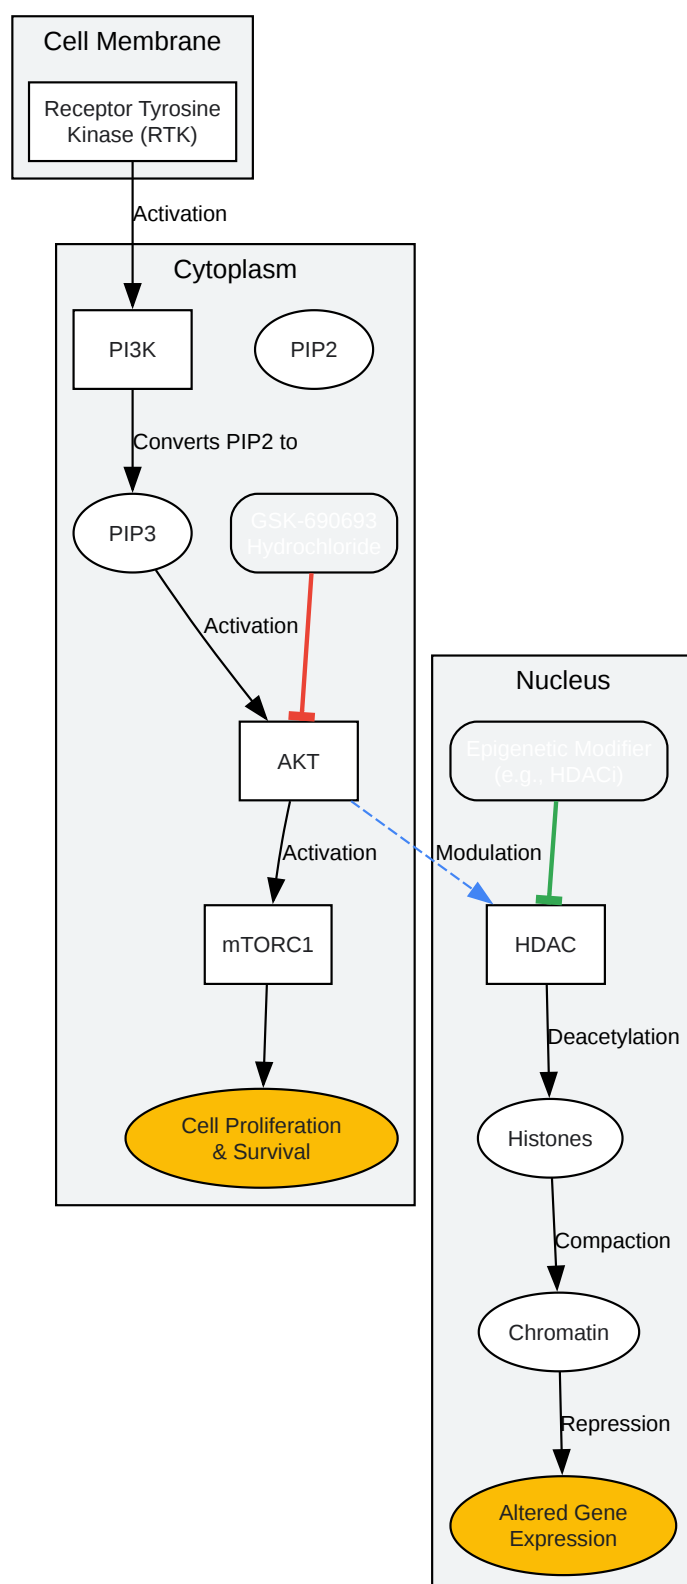 Cell Membrane
Receptor Tyrosine
Kinase (RTK)
Activation
Cytoplasm
PI3K
PIP2
Converts PIP2 to
PIP3
GSK-690693
Hydrochloride
Activation
Nucleus
AKT
Epigenetic Modifier
(e.g., HDACi)
Activation
Modulation
mTORC1
HDAC
Deacetylation
Cell Proliferation
& Survival
Histones
Compaction
Chromatin
Repression
Altered Gene
Expression